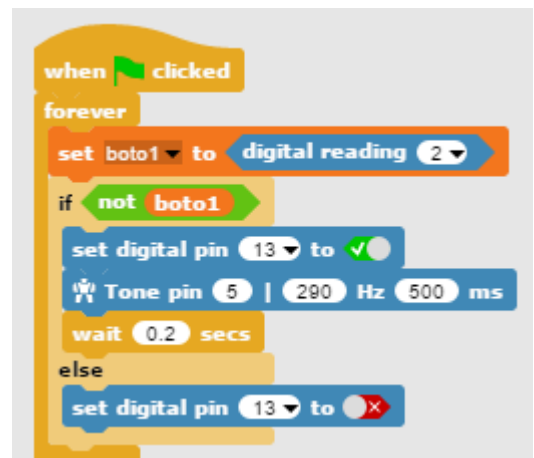 when clicked
forever
set boto1 to digital reading 2
if not boto1
set digital pin 13 to
Tone pin 5 | 290 Hz 500 ms
wait 0.2 secs
else
set digital pin 13 to